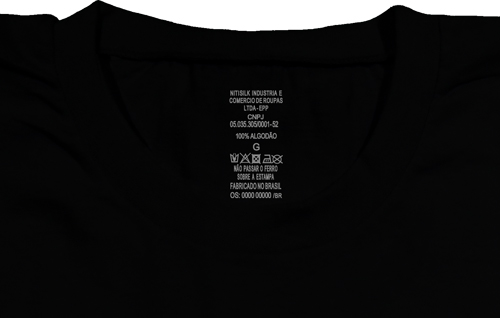 NITISILK INDUSTRIA E
COMERCIO DE ROUPAS
LTDA-EPP
CNPJ
05.035.305/0001-52
100% ALGODÃO
G
NÃO PASSAR O FERRO
SOBRE A ESTAMPA
FABRICADO NO BRASIL
OS: 0000 00000 /BR